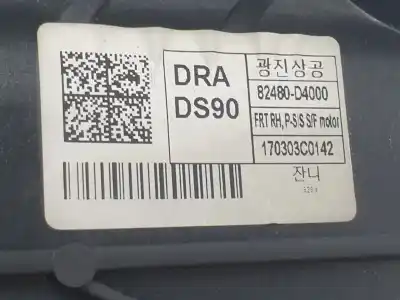 DRA
DS90
광진상공
82480-D4000
FRT RH, P-S/S S/F motor
170303C0142
잔니